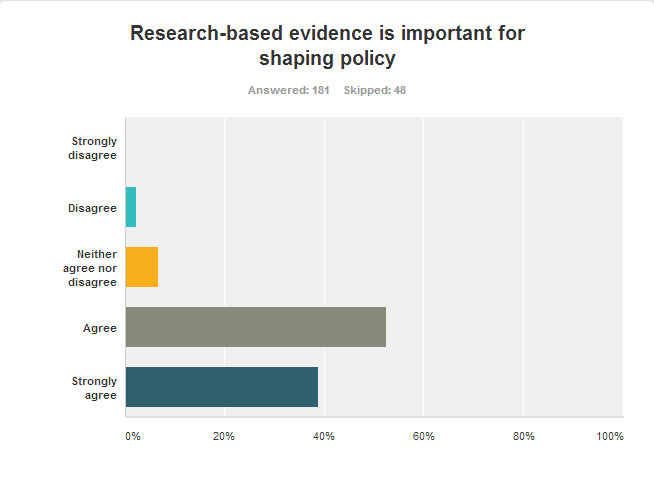 Research-based evidence is important for
shaping policy
Answered: 181 Skipped: 48
Strongly
disagree
Disagree
Neither
agree nor
disagree
Agree
Strongly
agree
0% 20% 40% 60% 80% 100%